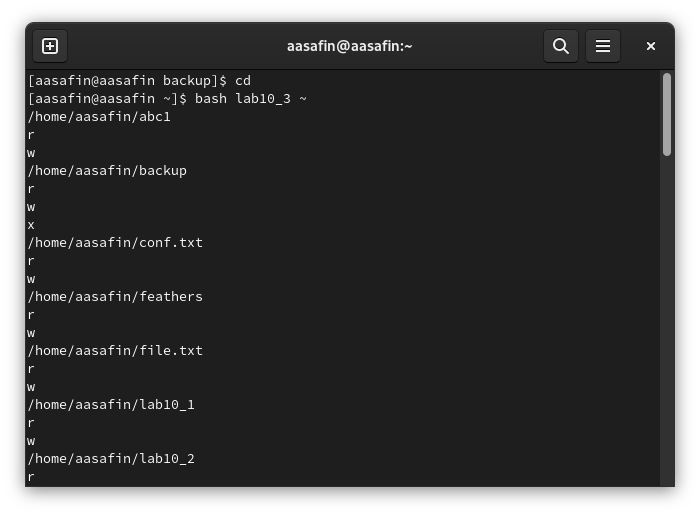 aasafin@aasafin:~
[aasafin@aasafin backup]$ cd
[aasafin@aasafin ~]$ bash lab10_3 ~
/home/aasafin/abc1
r
w
/home/aasafin/backup
r
w
x
/home/aasafin/conf.txt
r
w
/home/aasafin/feathers
r
w
/home/aasafin/file.txt
r
w
/home/aasafin/lab10_1
r
w
/home/aasafin/lab10_2
r